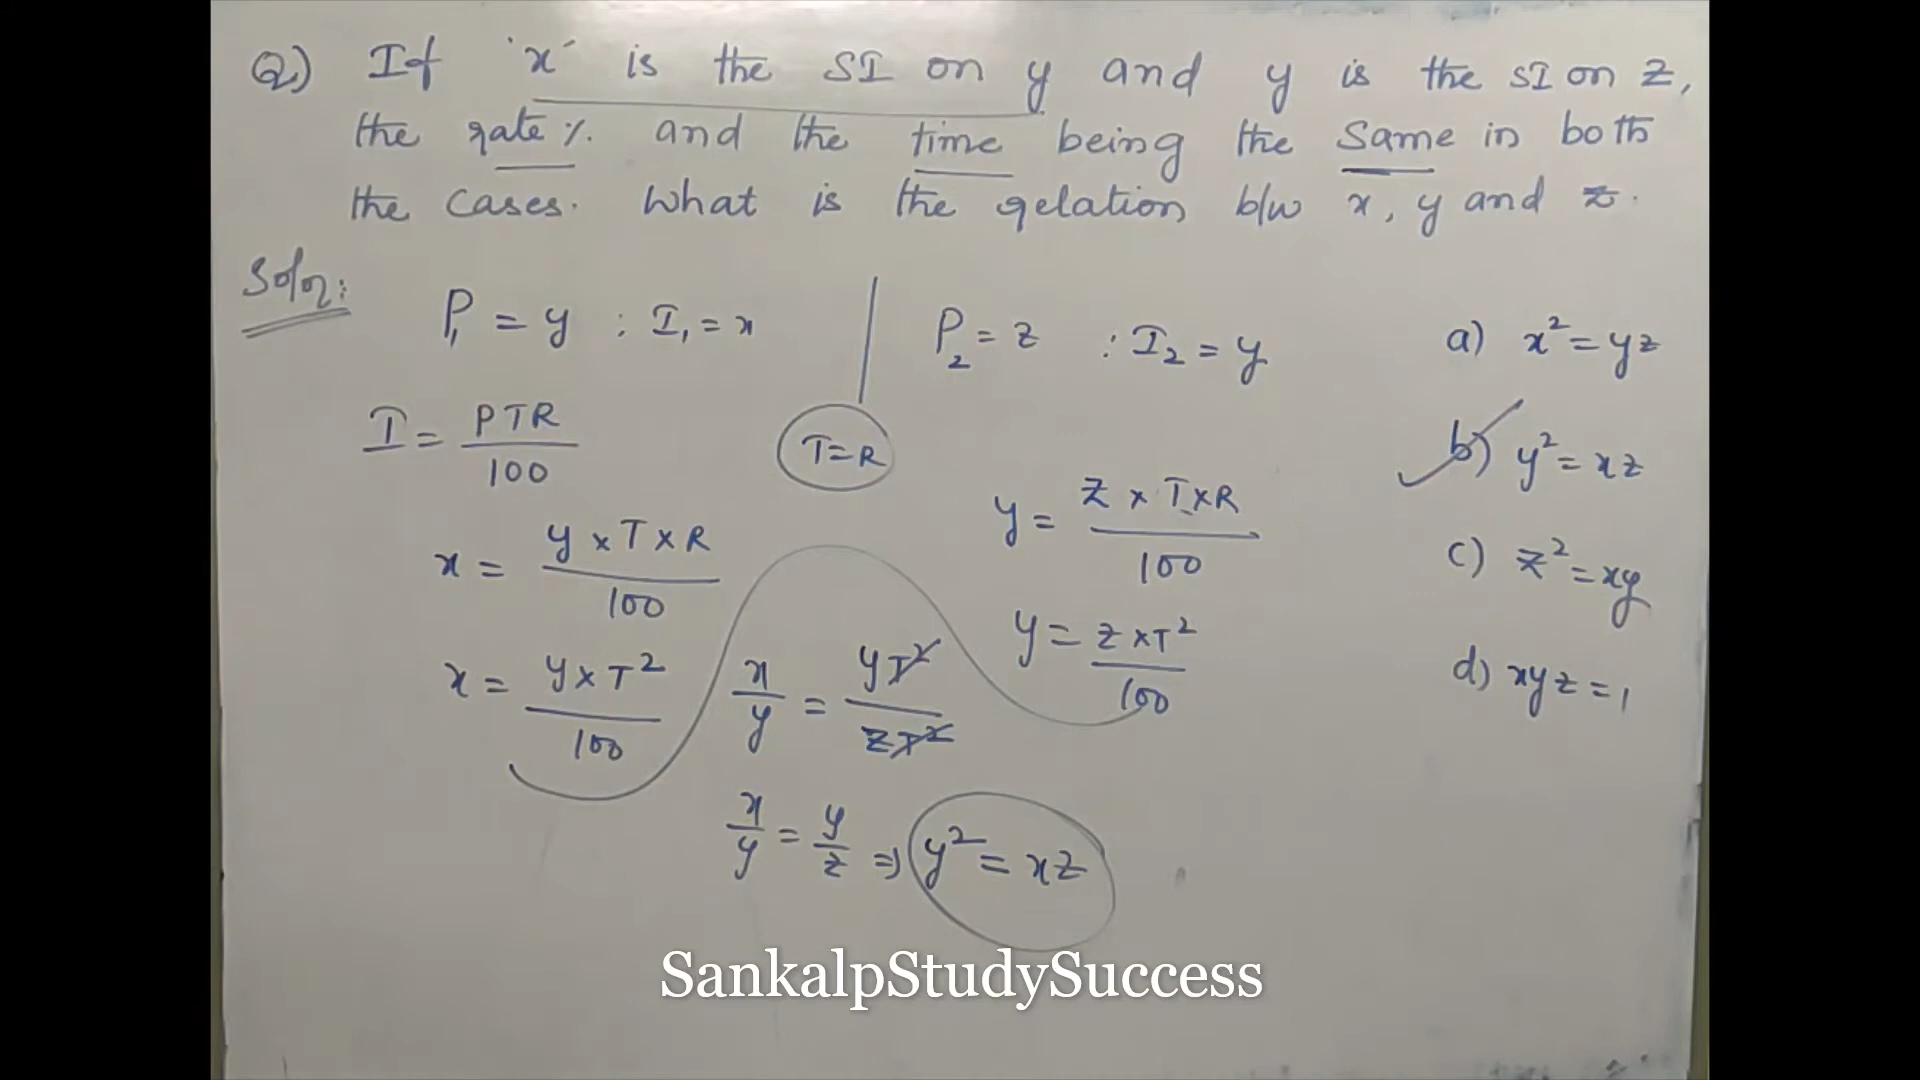 Q) If 'x' is the SI on y and y is the SI on z,
the rate % and the time being the same in both
the cases. What is the relation b/w x, y and z.
Soln:
P₁ = y : I₁ = x
P₂ = z : I₂ = y
I = PTR/100
T=R
x = y × T × R/100
y = z × T × R/100
x = y × T²/100
y = z × T²/100
x/y = yT²/zT²
x/y = y/z ⇒ y² = xz
a) x² = yz
b) y² = xz
c) z² = xy
d) xyz = 1
SankalpStudySuccess